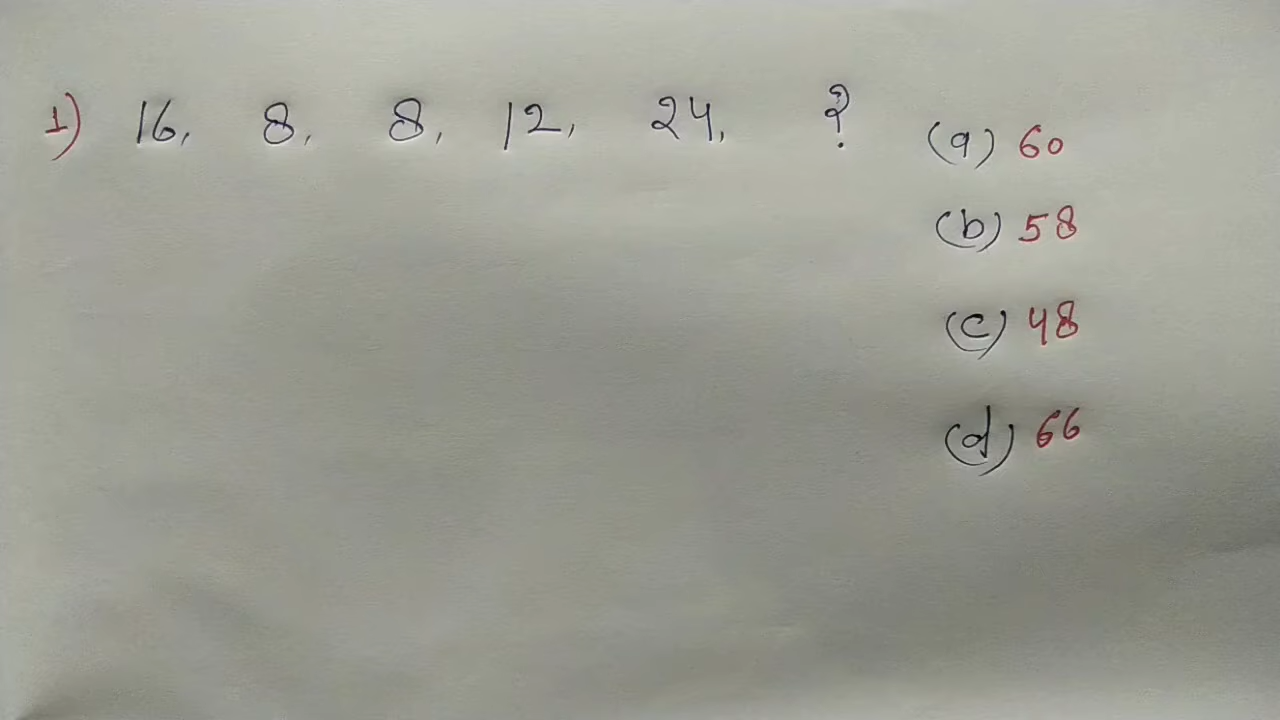 1) 16, 8, 8, 12, 24, ?
(a) 60
(b) 58
(c) 48
(d) 66